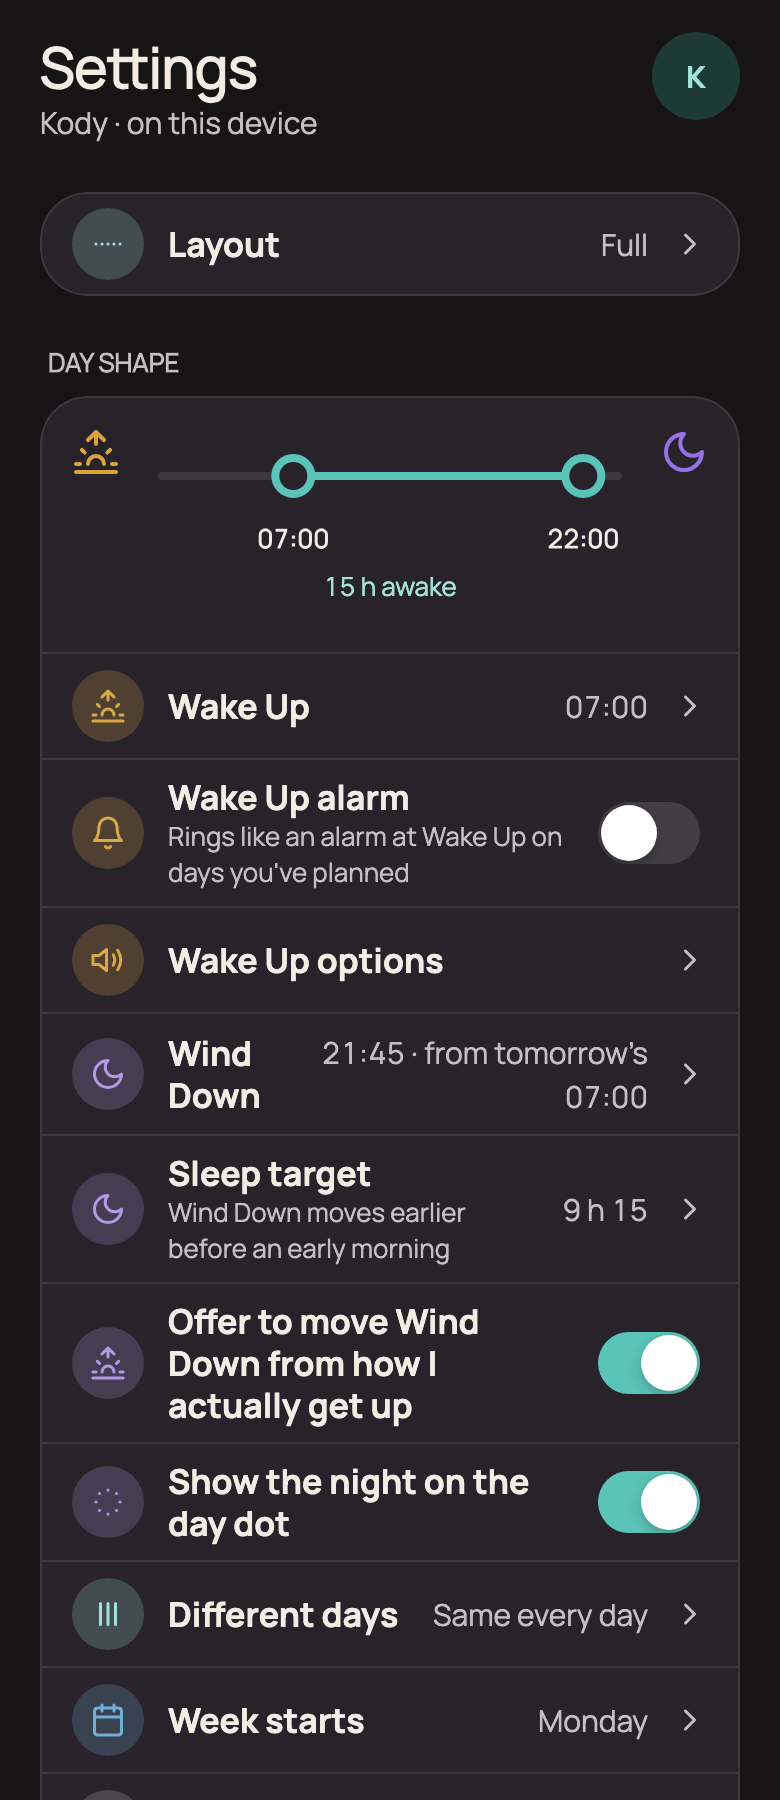 Settings
K
Kody · on this device
Layout
Full
DAY SHAPE
07:00
22:00
15 h awake
Wake Up
07:00
Wake Up alarm
Rings like an alarm at Wake Up on
days you've planned
Wake Up options
Wind
Down
21:45 · from tomorrow’s
07:00
Sleep target
Wind Down moves earlier
before an early morning
9 h 15
Offer to move Wind
Down from how I
actually get up
Show the night on the
day dot
Different days
Same every day
Week starts
Monday